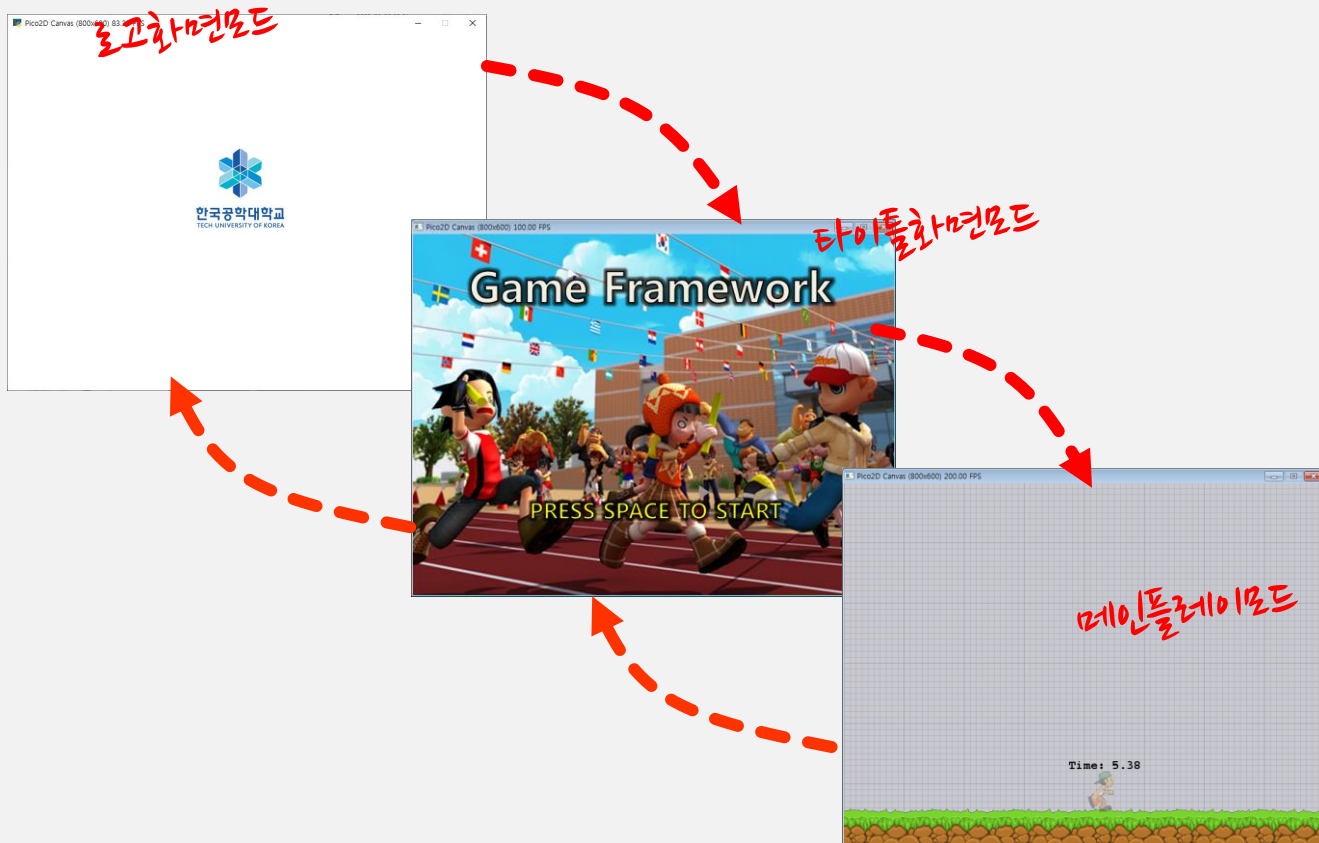 Pico2D Canvas (800x600) 83.
로고화면모드
한국공학대학교
TECH UNIVERSITY OF KOREA
Pico2D Canvas (800x600) 100.00 FPS
타이틀화면모드
Game Framework
PRESS SPACE TO START
Pico2D Canvas (800x600) 200.00 FPS
메인플레이모드
Time: 5.38